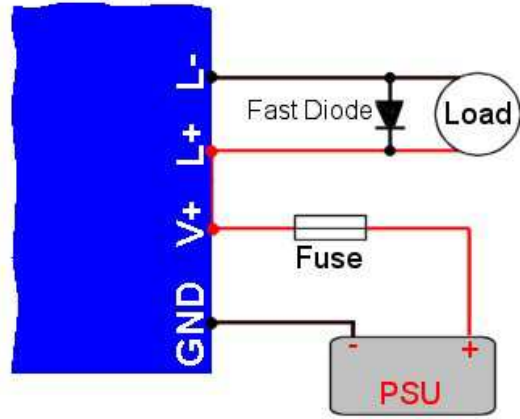 L-
L+
V+
GND
Fast Diode
Load
Fuse
- +
PSU